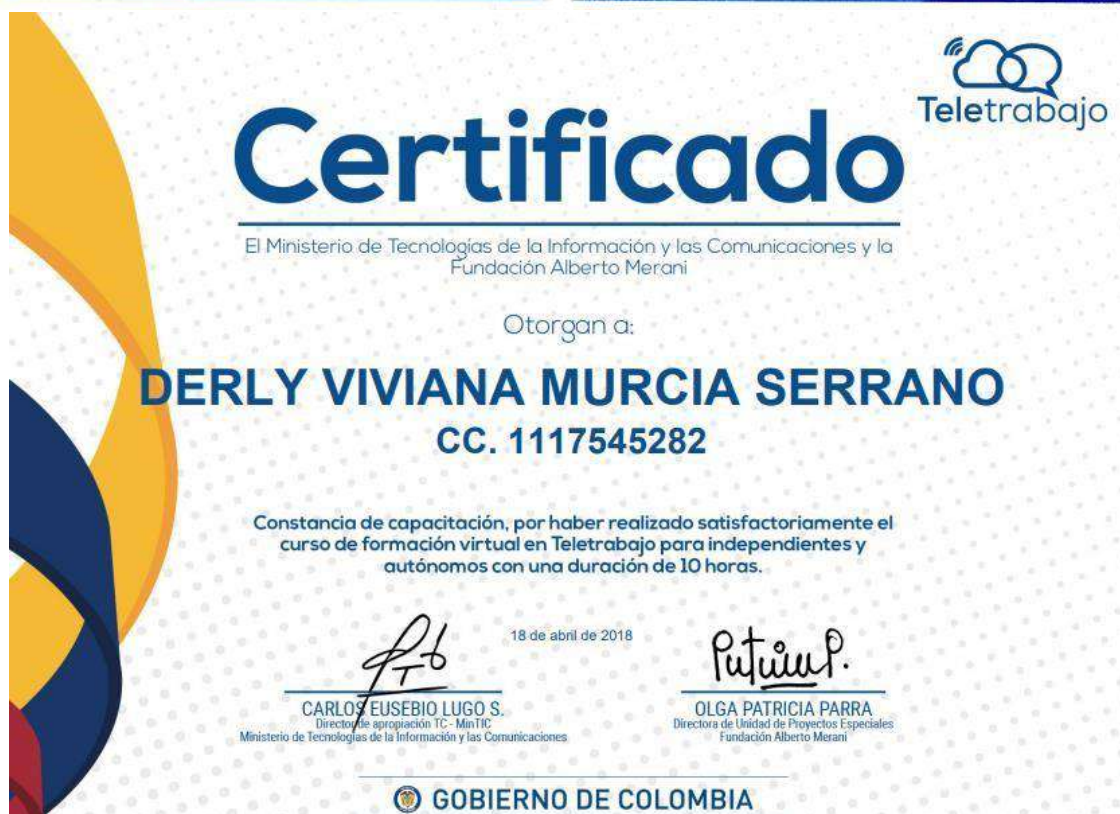 Teletrabajo
Certificado
El Ministerio de Tecnologías de la Información y las Comunicaciones y la
Fundación Alberto Merani
Otorgan a:
DERLY VIVIANA MURCIA SERRANO
CC. 1117545282
Constancia de capacitación, por haber realizado satisfactoriamente el
curso de formación virtual en Teletrabajo para independientes y
autónomos con una duración de 10 horas.
18 de abril de 2018
CARLOS EUSEBIO LUGO S.
Director de apropiación TC - MinTIC
Ministerio de Tecnologías de la Información y las Comunicaciones
OLGA PATRICIA PARRA
Directora de Unidad de Proyectos Especiales
Fundación Alberto Merani
GOBIERNO DE COLOMBIA